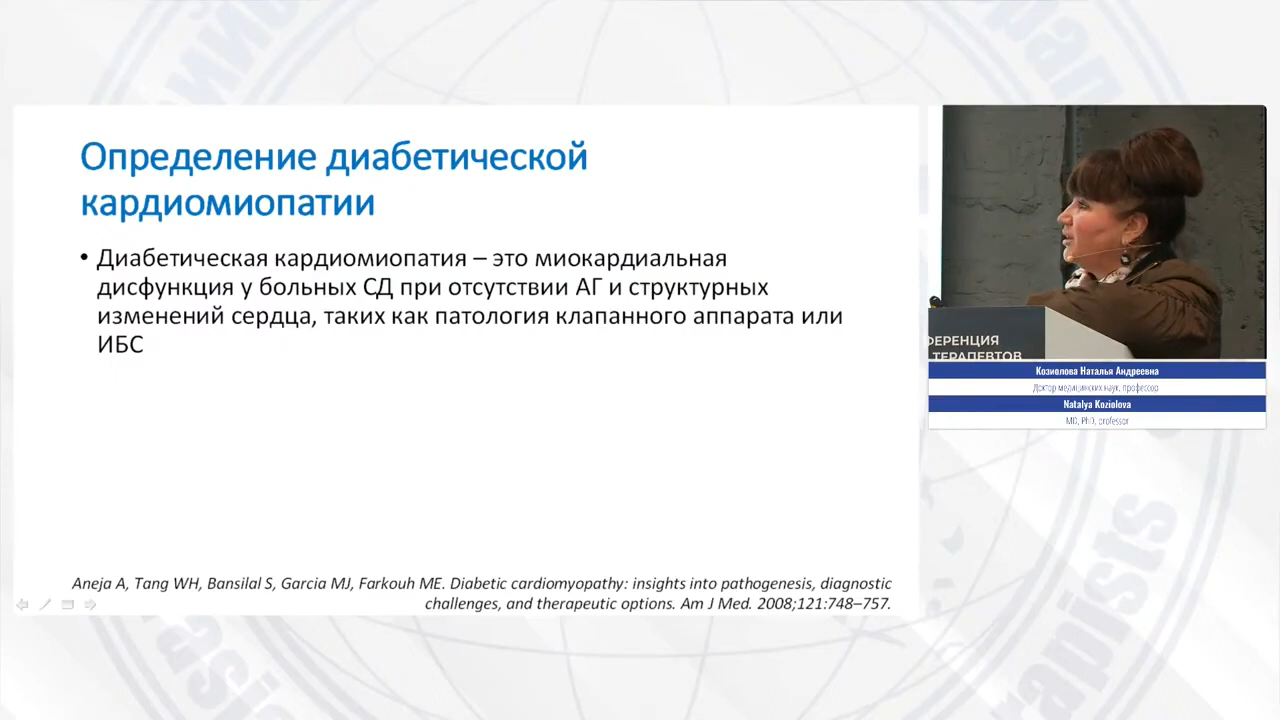 Определение диабетической
кардиомиопатии
• Диабетическая кардиомиопатия – это миокардиальная
дисфункция у больных СД при отсутствии АГ и структурных
изменений сердца, таких как патология клапанного аппарата или
ИБС
Aneja A, Tang WH, Bansilal S, Garcia MJ, Farkouh ME. Diabetic cardiomyopathy: insights into pathogenesis, diagnostic
challenges, and therapeutic options. Am J Med. 2008;121:748–757.
ФЕРЕНЦИЯ
ТЕРАПЕВТОВ
Козиолова Наталья Андреевна
Доктор медицинских наук, профессор
Natalya Koziolova
MD, PhD, professor